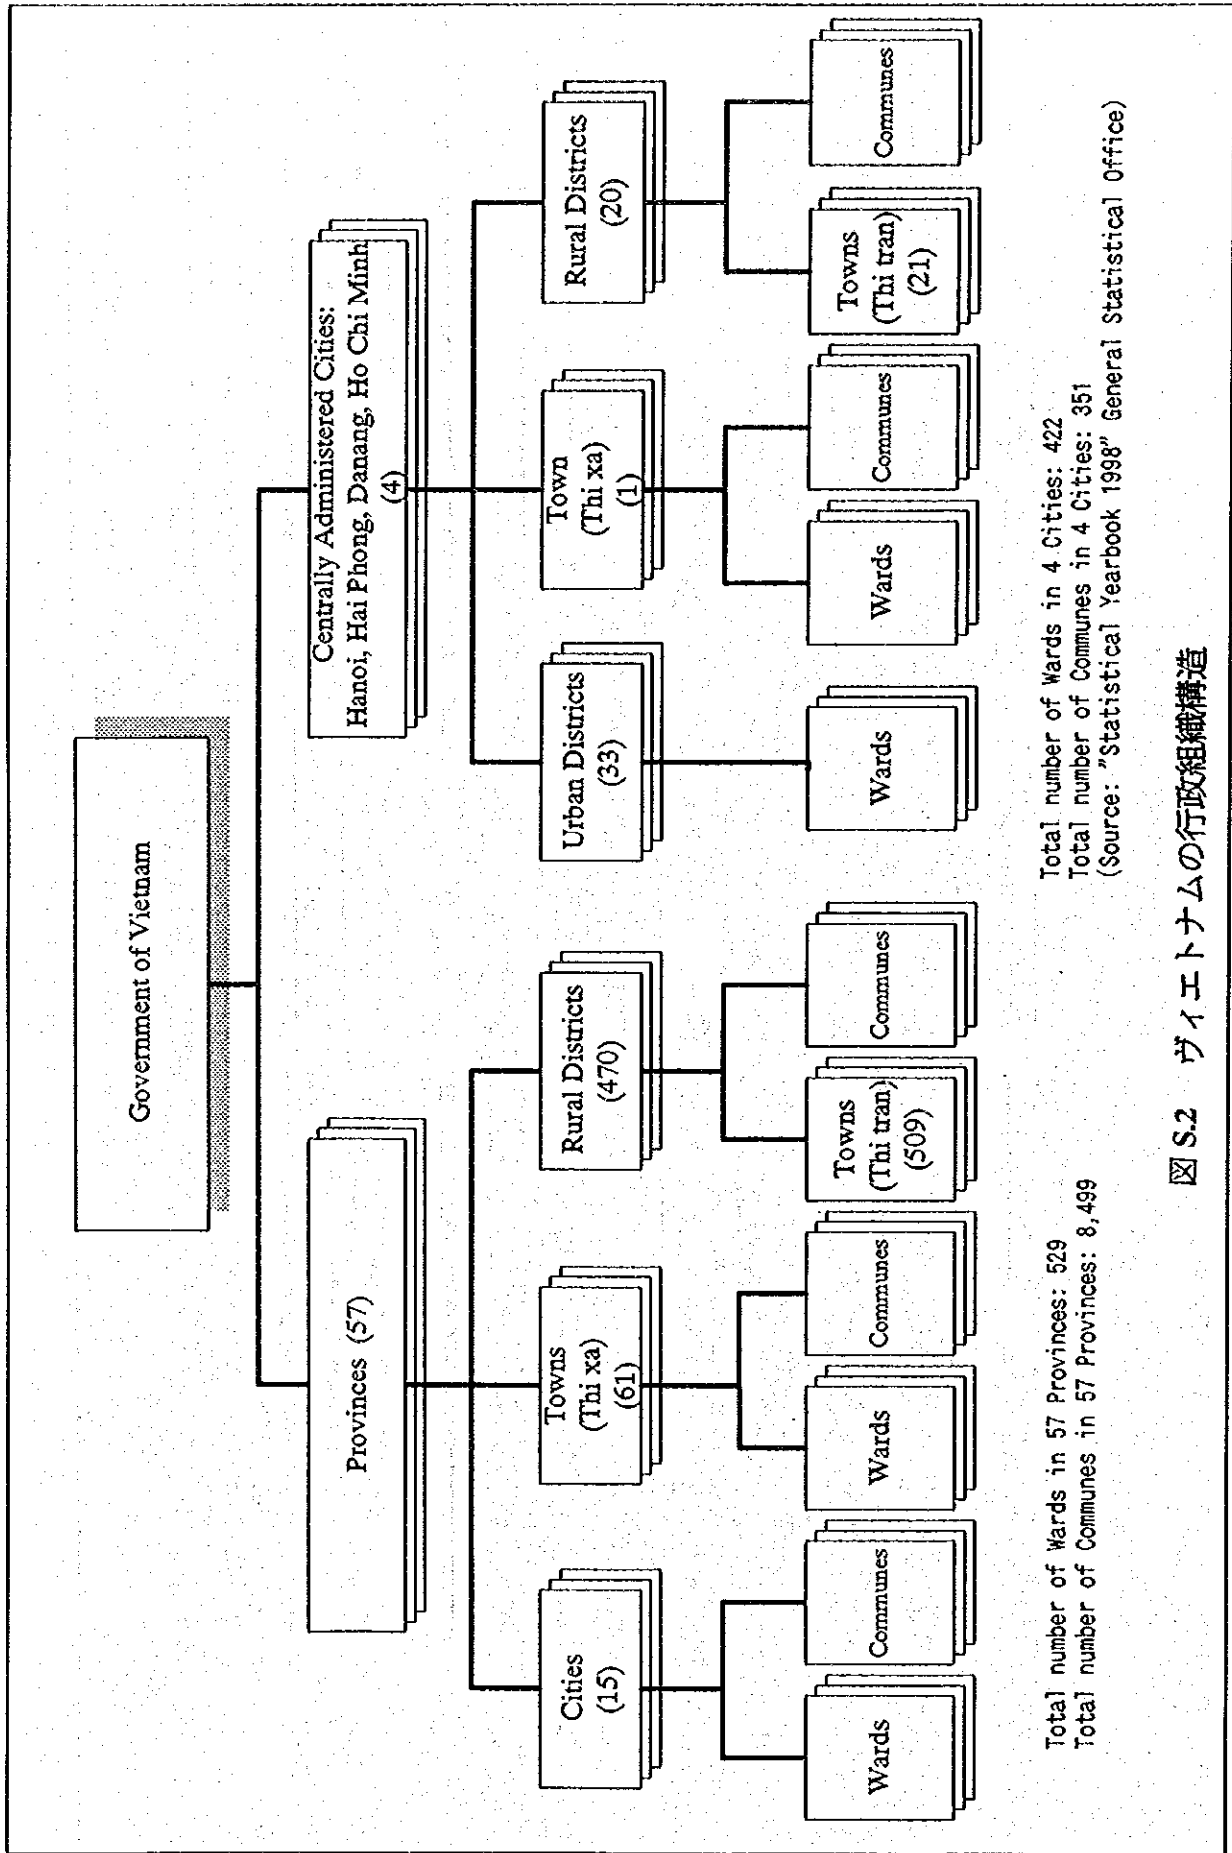 Government of Vietnam
Provinces (57)
Centrally Administered Cities:
Hanoi, Hai Phong, Danang, Ho Chi Minh
(4)
Cities
(15)
Towns
(Thi xa)
(61)
Rural Districts
(470)
Urban Districts
(33)
Town
(Thi xa)
(1)
Rural Districts
(20)
Wards
Communes
Wards
Communes
Towns
(Thi tran)
(509)
Communes
Wards
Wards
Communes
Towns
(Thi tran)
(21)
Communes
Total number of Wards in 57 Provinces: 529
Total number of Communes in 57 Provinces: 8,499
Total number of Wards in 4 Cities: 422
Total number of Communes in 4 Cities: 351
(Source: "Statistical Yearbook 1998" General Statistical Office)
図 S.2 ヴィエトナムの行政組織構造